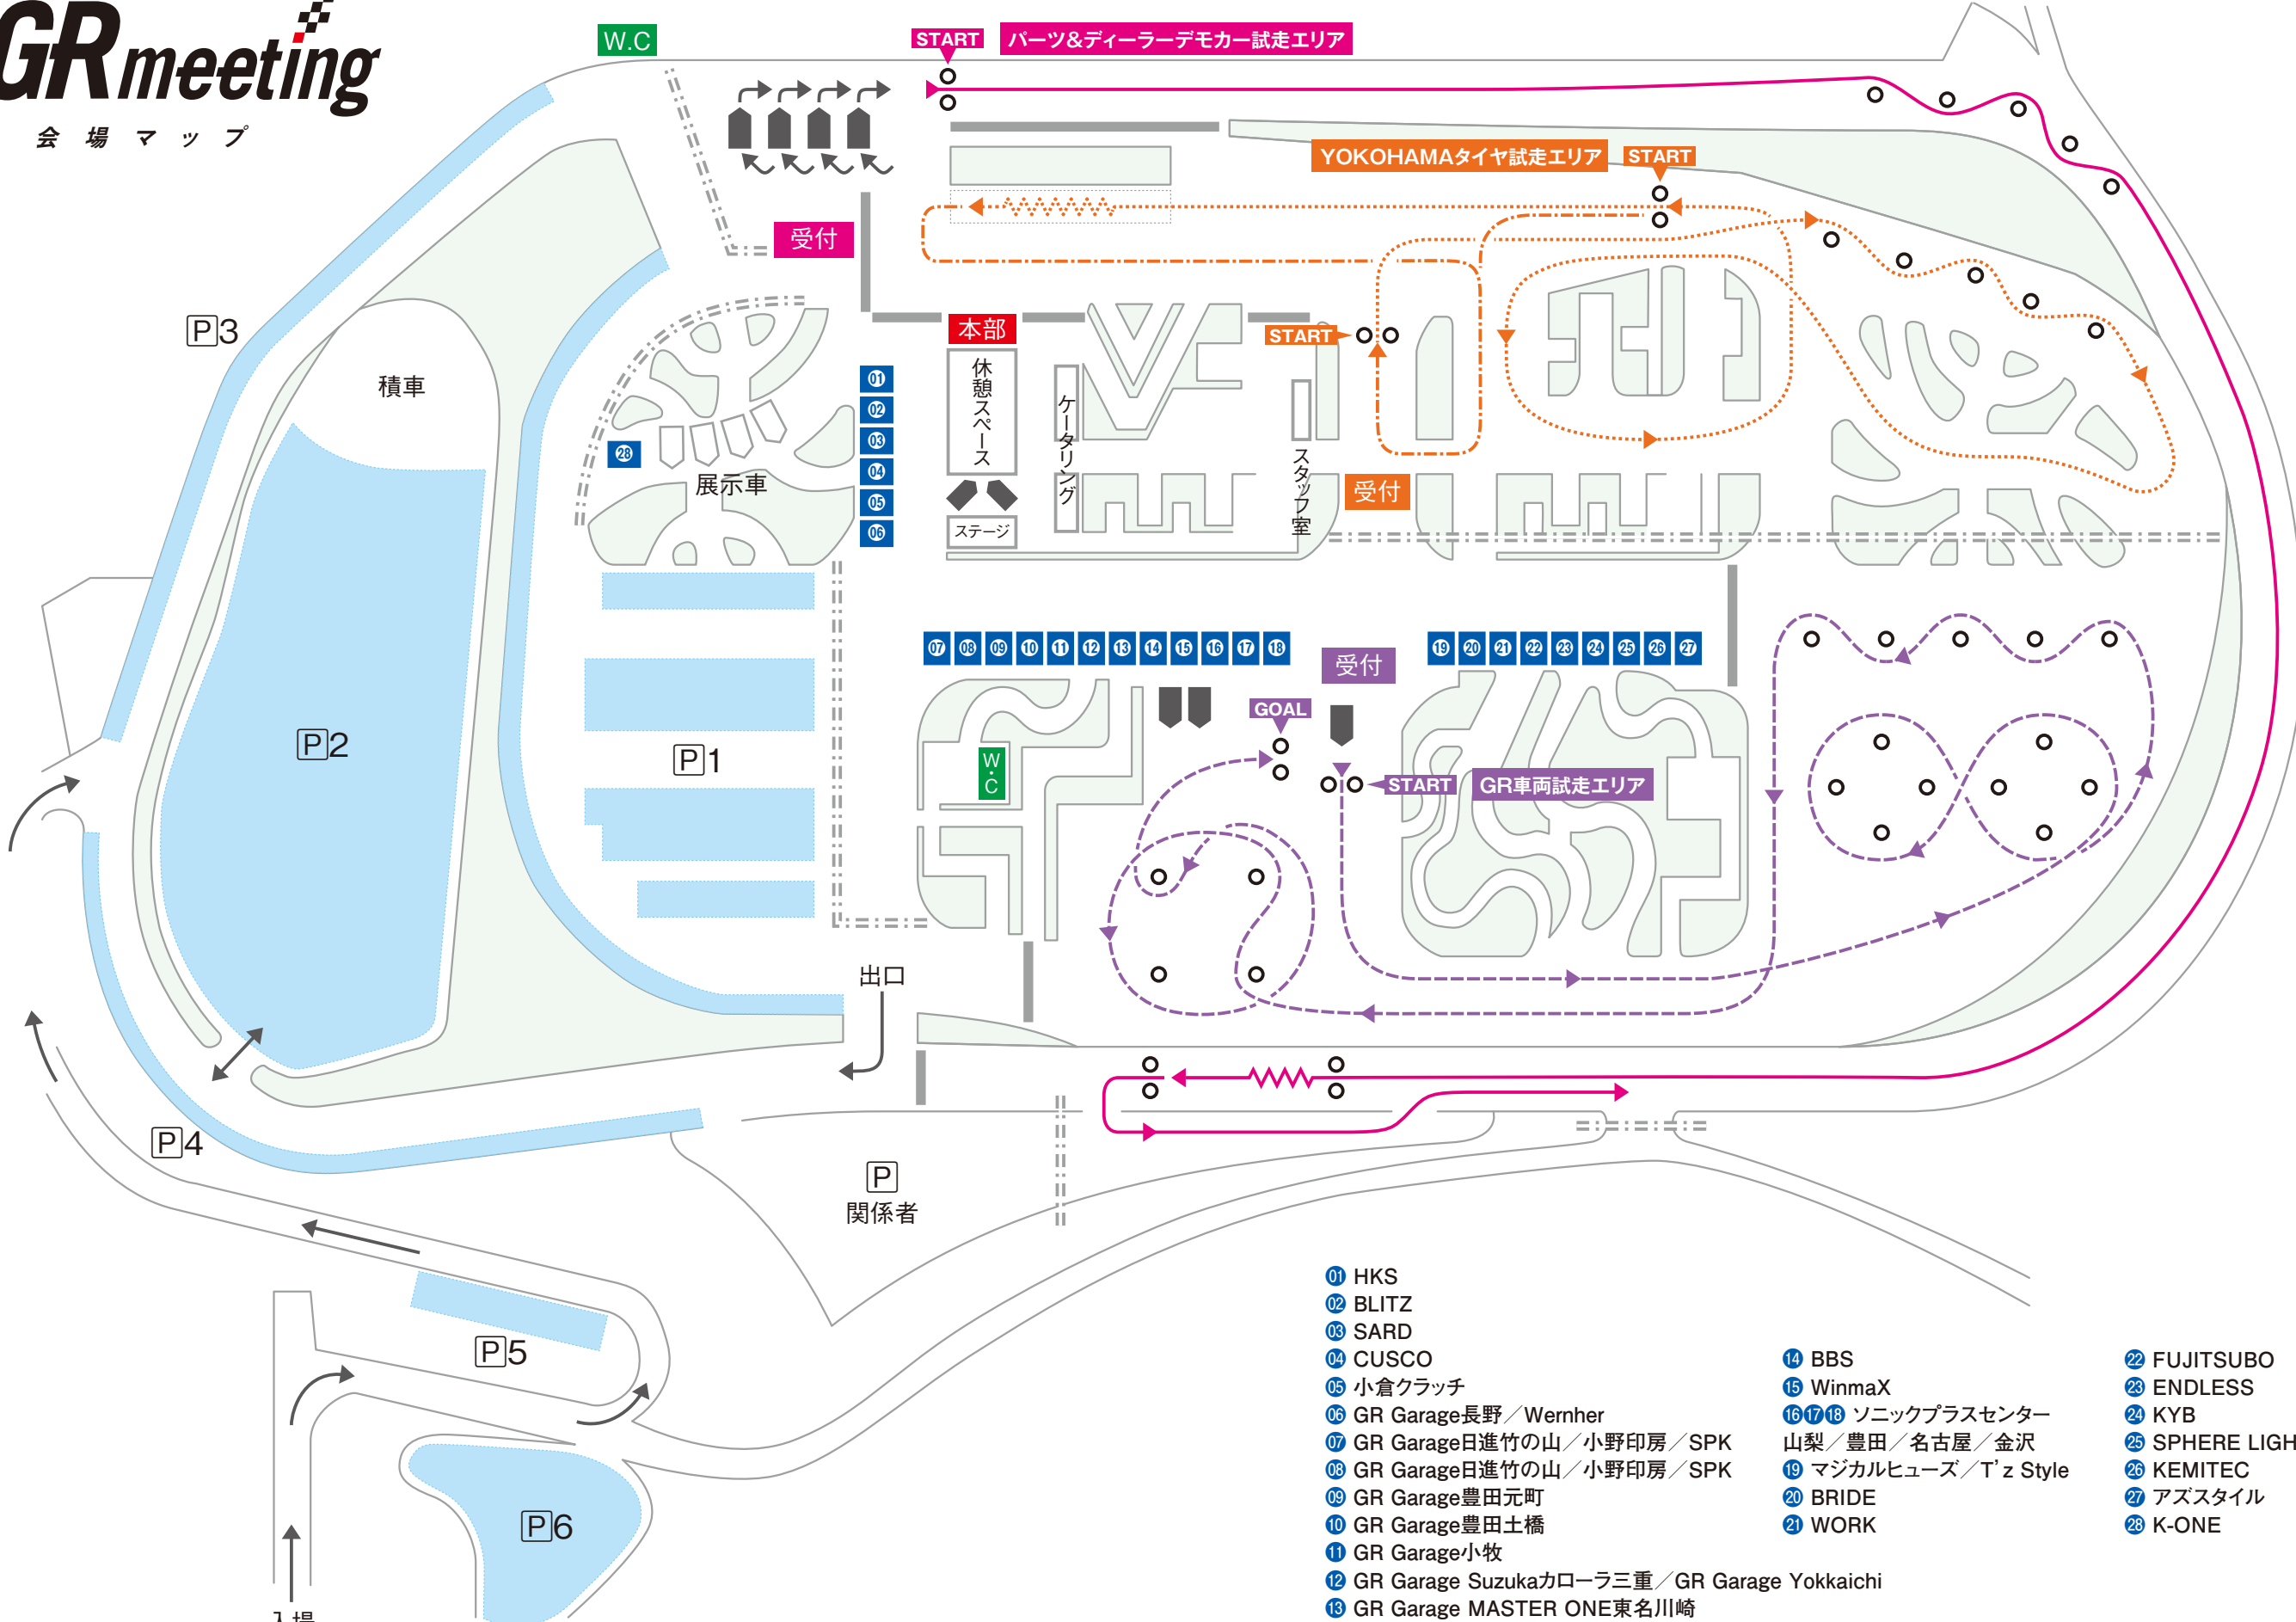 GR meeting
会場マップ
W.C
START
パーツ&ディーラーデモカー試走エリア
YOKOHAMAタイヤ試走エリア
START
受付
P3
積車
本部
休憩スペース
ケータリング
START
スタッフ室
受付
01
02
03
04
05
06
28
展示車
ステージ
07 08 09 10 11 12 13 14 15 16 17 18
受付
19 20 21 22 23 24 25 26 27
GOAL
P2
P1
W・C
START
GR車両試走エリア
出口
P4
P
関係者
P5
P6
入場
01 HKS
02 BLITZ
03 SARD
04 CUSCO
05 小倉クラッチ
06 GR Garage長野／Wernher
07 GR Garage日進竹の山／小野印房／SPK
08 GR Garage日進竹の山／小野印房／SPK
09 GR Garage豊田元町
10 GR Garage豊田土橋
11 GR Garage小牧
12 GR Garage Suzukaカローラ三重／GR Garage Yokkaichi
13 GR Garage MASTER ONE東名川崎
14 BBS
15 WinmaX
16 17 18 ソニックプラスセンター
山梨／豊田／名古屋／金沢
19 マジカルヒューズ／T'z Style
20 BRIDE
21 WORK
22 FUJITSUBO
23 ENDLESS
24 KYB
25 SPHERE LIGH
26 KEMITEC
27 アズスタイル
28 K-ONE